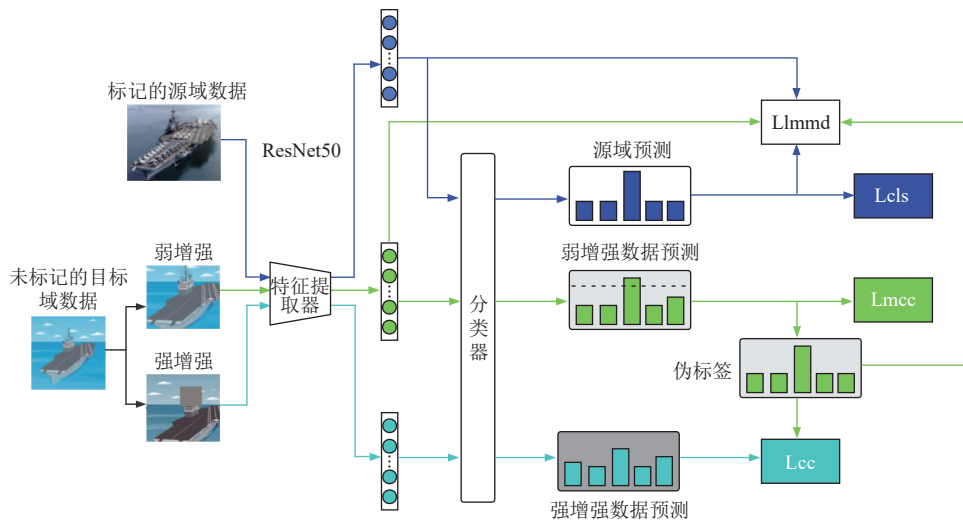 标记的源域数据
ResNet50
Llmmd
源域预测
Lcls
弱增强
弱增强数据预测
未标记的目标
域数据
特征提
取器
Lmcc
分
类
器
强增强
伪标签
Lcc
强增强数据预测